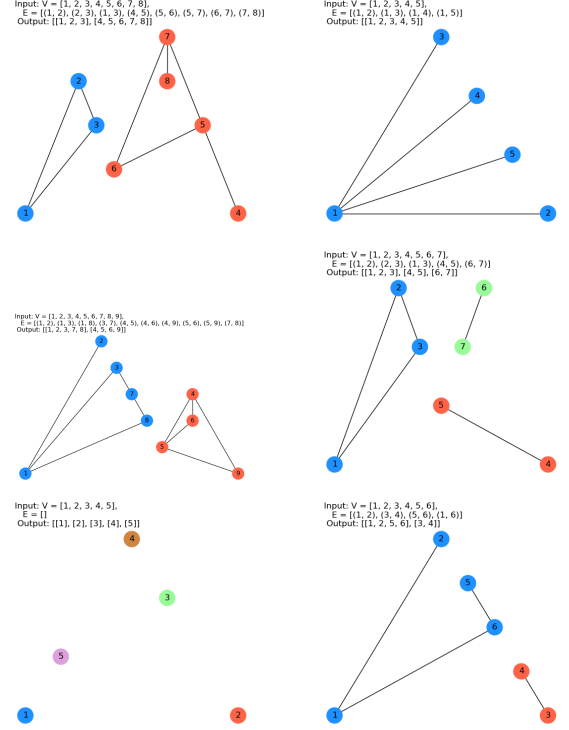 Input: V = [1, 2, 3, 4, 5, 6, 7, 8],
E = [(1, 2), (2, 3), (1, 3), (4, 5), (5, 6), (5, 7), (6, 7), (7, 8)]
Output: [[1, 2, 3], [4, 5, 6, 7, 8]]
7
2
8
3
5
6
1
4
Input: V = [1, 2, 3, 4, 5],
E = [(1, 2), (1, 3), (1, 4), (1, 5)]
Output: [[1, 2, 3, 4, 5]]
3
4
5
1
2
Input: V = [1, 2, 3, 4, 5, 6, 7, 8, 9],
E = [(1, 2), (1, 3), (1, 8), (3, 7), (4, 5), (4, 6), (4, 9), (5, 6), (5, 9), (7, 8)]
Output: [[1, 2, 3, 7, 8], [4, 5, 6, 9]]
2
3
7
4
8
6
5
1
9
Input: V = [1, 2, 3, 4, 5, 6, 7],
E = [(1, 2), (2, 3), (1, 3), (4, 5), (6, 7)]
Output: [[1, 2, 3], [4, 5], [6, 7]]
2
6
3
7
5
1
4
Input: V = [1, 2, 3, 4, 5],
E = []
Output: [[1], [2], [3], [4], [5]]
4
3
5
1
2
Input: V = [1, 2, 3, 4, 5, 6],
E = [(1, 2), (3, 4), (5, 6), (1, 6)]
Output: [[1, 2, 5, 6], [3, 4]]
2
5
6
4
1
3